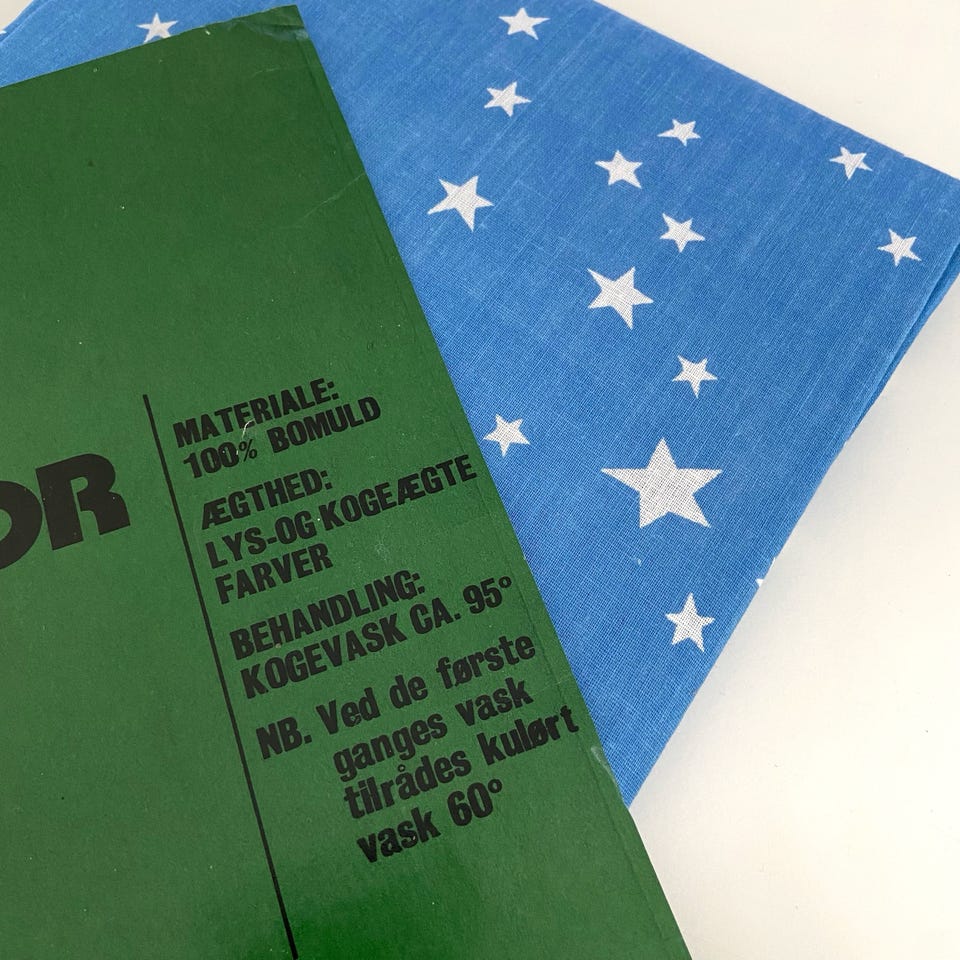 OR
MATERIALE:
100% BOMULD
ÆGTHED:
LYS-OG KOGEÆGTE
FARVER
BEHANDLING:
KOGEVASK CA. 95°
NB. Ved de første
ganges vask
tilrådes kulørt
vask 60°